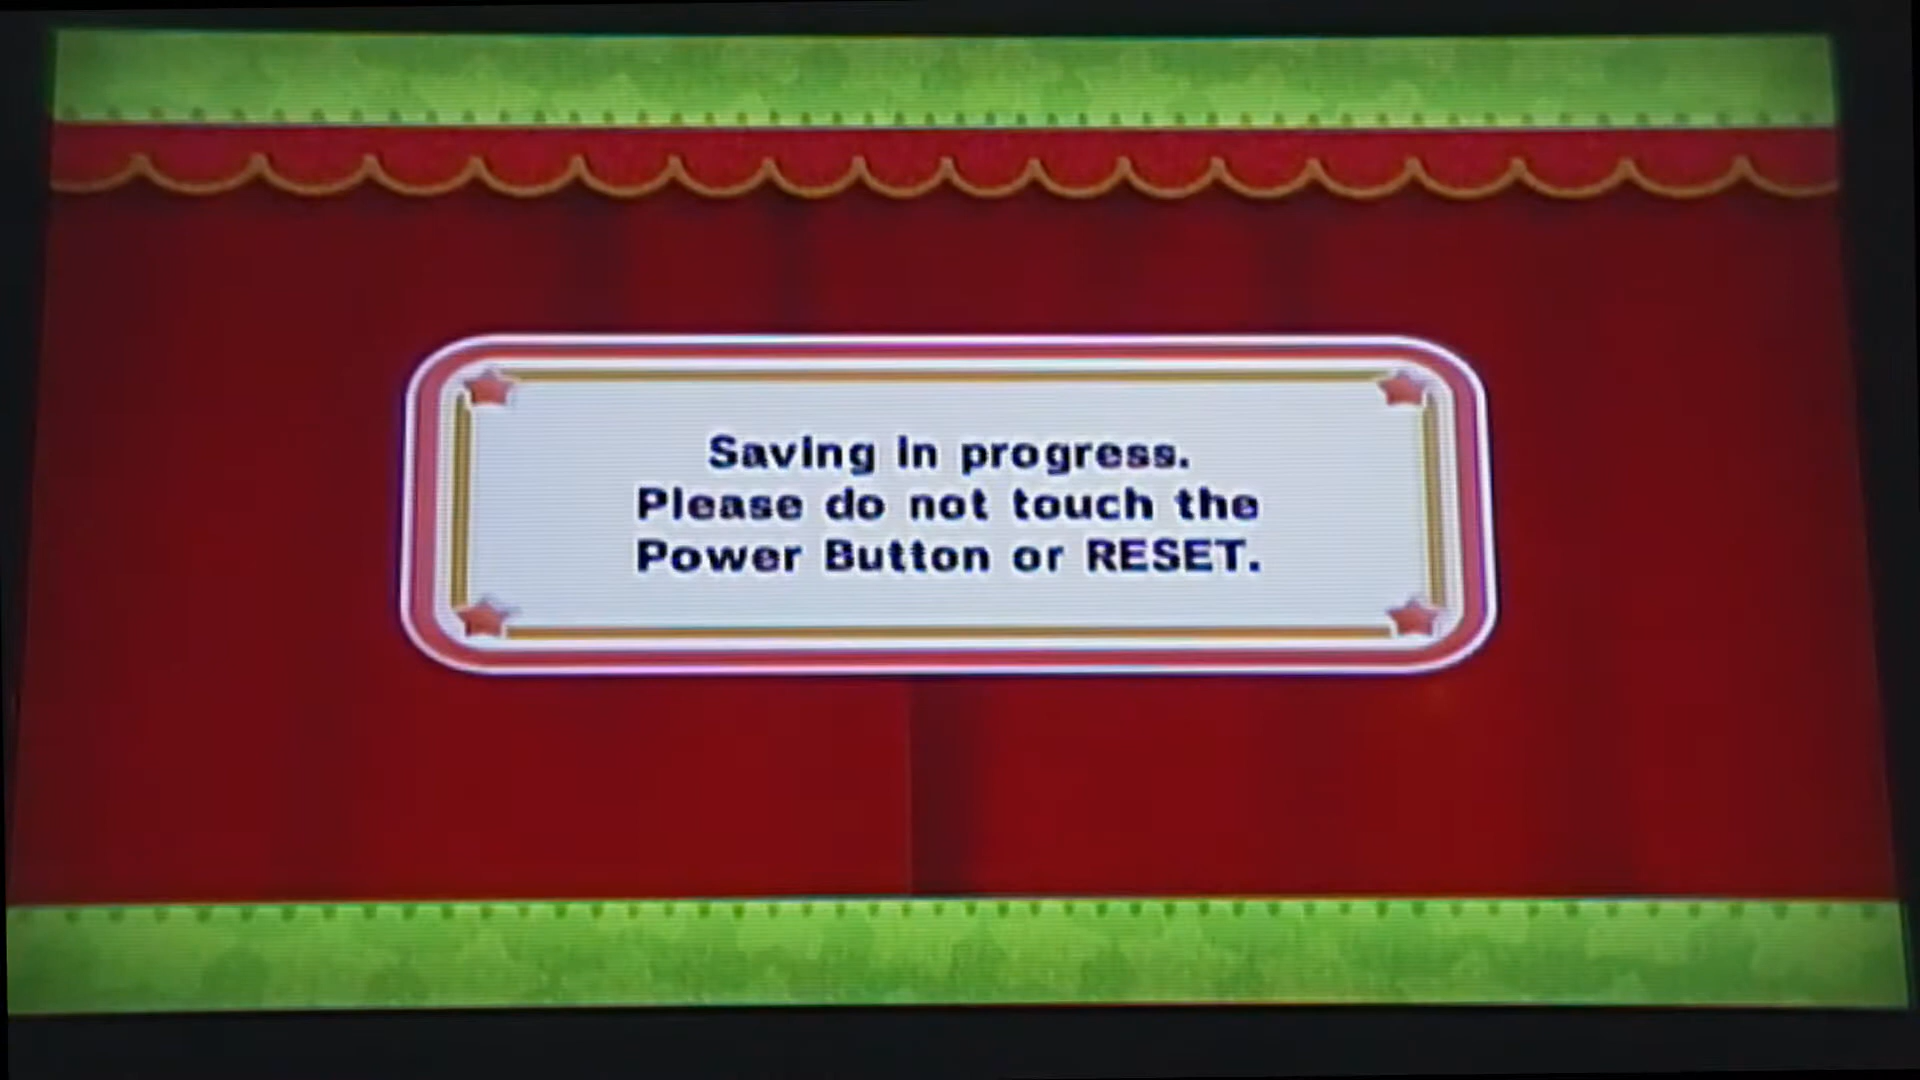 Saving in progress.
Please do not touch the
Power Button or RESET.